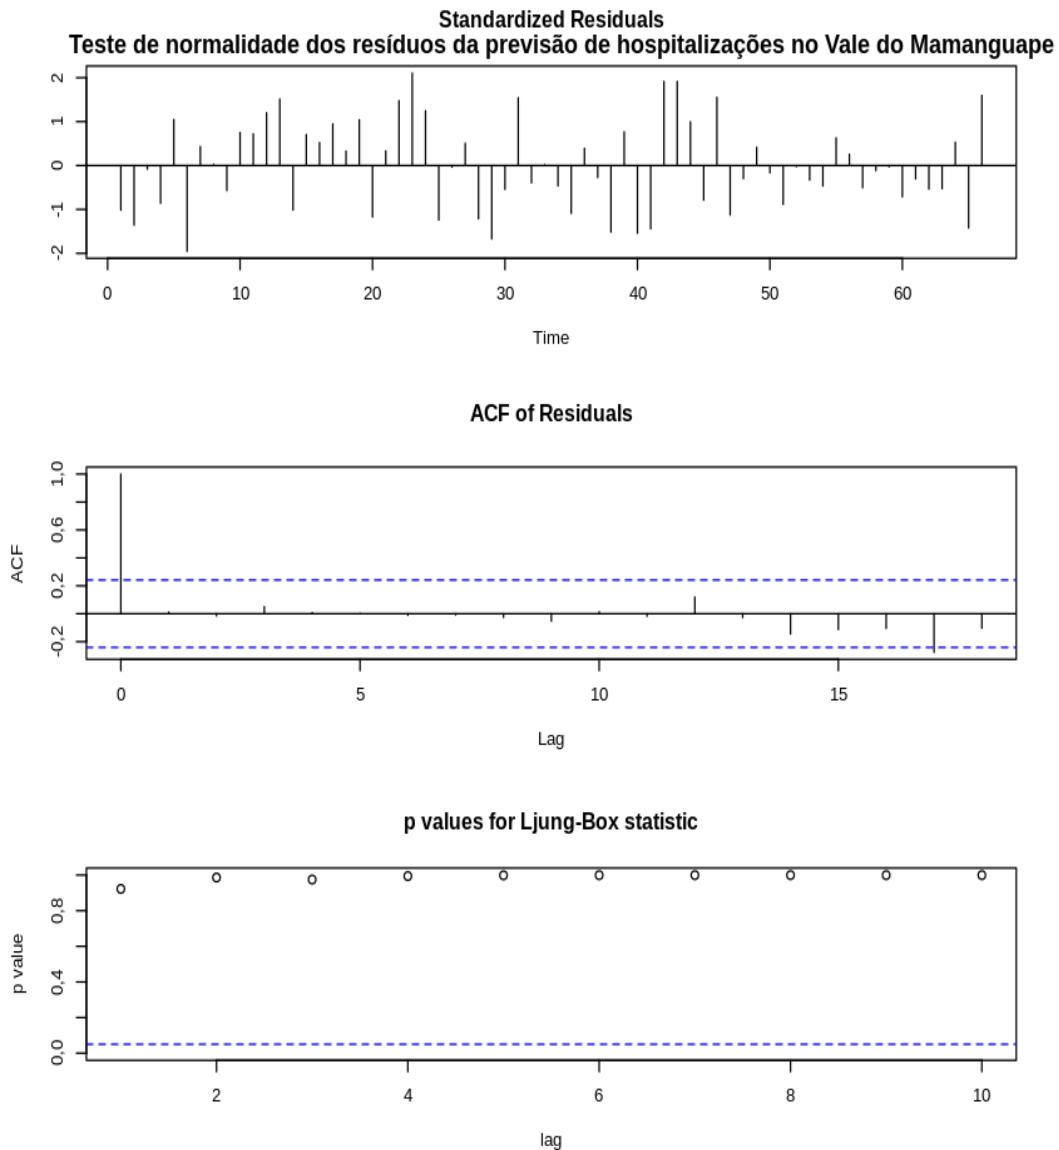 Standardized Residuals
Teste de normalidade dos resíduos da previsão de hospitalizações no Vale do Mamanguape
2
1
0
-1
-2
0 10 20 30 40 50 60
Time
ACF of Residuals
ACF
1,0
0,6
0,2
-0,2
0 5 10 15
Lag
p values for Ljung-Box statistic
p value
0,8
0,4
0,0
2 4 6 8 10
lag